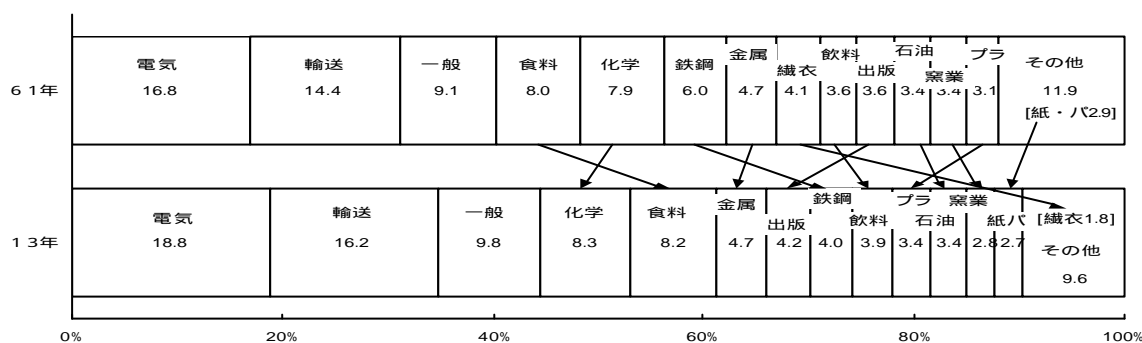 電気 輸送 一般 食料 化学 鉄鋼 金属 繊衣 飲料 出版 石油 窯業 プラ その他
61年 16.8 14.4 9.1 8.0 7.9 6.0 4.7 4.1 3.6 3.6 3.4 3.4 3.1 11.9
[紙・パ2.9]
電気 輸送 一般 化学 食料 金属 出版 鉄鋼 飲料 プラ 石油 窯業 紙パ [繊衣1.8]
13年 18.8 16.2 9.8 8.3 8.2 4.7 4.2 4.0 3.9 3.4 3.4 2.8 2.7 その他
9.6
0% 20% 40% 60% 80% 100%